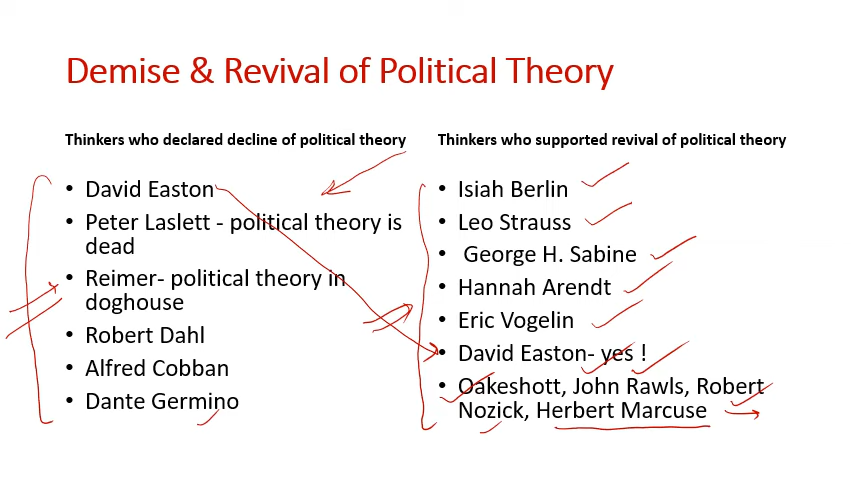 Demise & Revival of Political Theory
Thinkers who declared decline of political theory
• David Easton
• Peter Laslett - political theory is
dead
• Reimer- political theory in
doghouse
• Robert Dahl
• Alfred Cobban
• Dante Germino
Thinkers who supported revival of political theory
• Isiah Berlin
• Leo Strauss
• George H. Sabine
• Hannah Arendt
• Eric Vogelin
• David Easton- yes !
• Oakeshott, John Rawls, Robert
Nozick, Herbert Marcuse